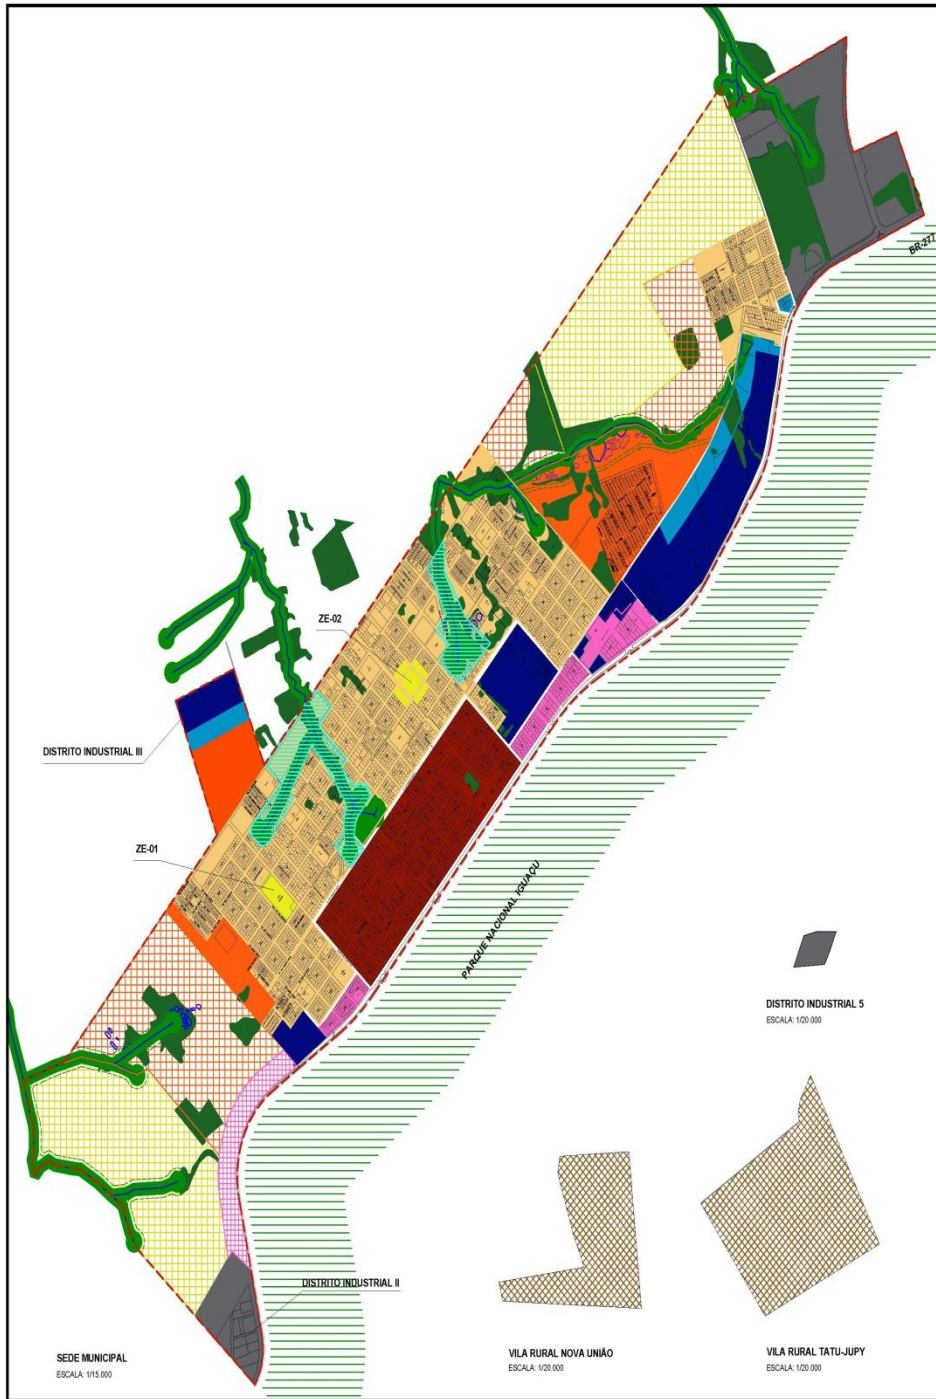 BR-277
ZE-02
DISTRITO INDUSTRIAL III
ZE-01
PARQUE NACIONAL IGUAÇU
DISTRITO INDUSTRIAL 5
ESCALA: 1/20.000
DISTRITO INDUSTRIAL II
SEDE MUNICIPAL
ESCALA: 1/15.000
VILA RURAL NOVA UNIÃO
ESCALA: 1/20.000
VILA RURAL TATU-JUPY
ESCALA: 1/20.000